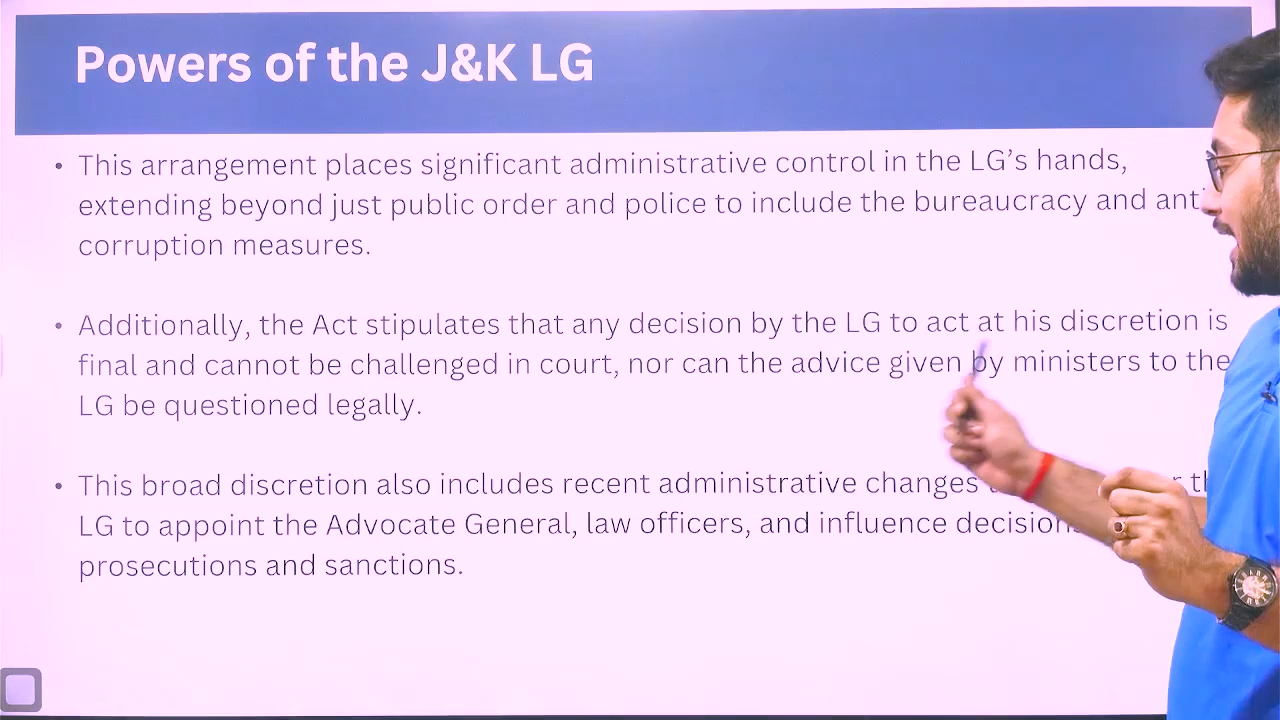 Powers of the J&K LG
• This arrangement places significant administrative control in the LG’s hands,
extending beyond just public order and police to include the bureaucracy and
corruption measures.
• Additionally, the Act stipulates that any decision by the LG to act at his discretion is
final and cannot be challenged in court, nor can the advice given by ministers to the
LG be questioned legally.
• This broad discretion also includes recent administrative changes
LG to appoint the Advocate General, law officers, and influence
prosecutions and sanctions.